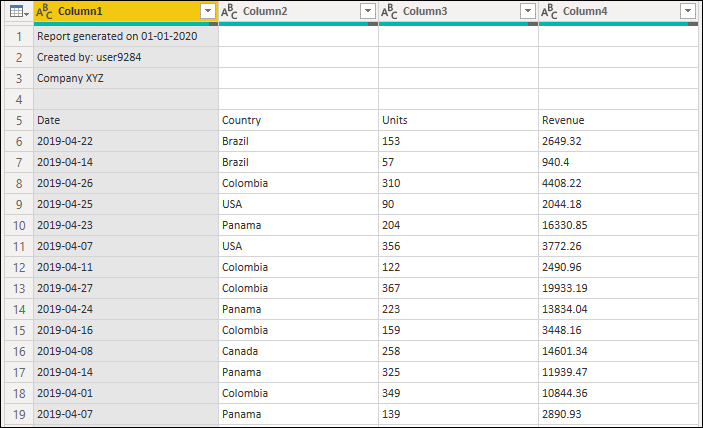 ABC Column1 ABC Column2 ABC Column3 ABC Column4
1 Report generated on 01-01-2020
2 Created by: user9284
3 Company XYZ
4
5 Date Country Units Revenue
6 2019-04-22 Brazil 153 2649.32
7 2019-04-14 Brazil 57 940.4
8 2019-04-26 Colombia 310 4408.22
9 2019-04-25 USA 90 2044.18
10 2019-04-23 Panama 204 16330.85
11 2019-04-07 USA 356 3772.26
12 2019-04-11 Colombia 122 2490.96
13 2019-04-27 Colombia 367 19933.19
14 2019-04-24 Panama 223 13834.04
15 2019-04-16 Colombia 159 3448.16
16 2019-04-08 Canada 258 14601.34
17 2019-04-14 Panama 325 11939.47
18 2019-04-01 Colombia 349 10844.36
19 2019-04-07 Panama 139 2890.93